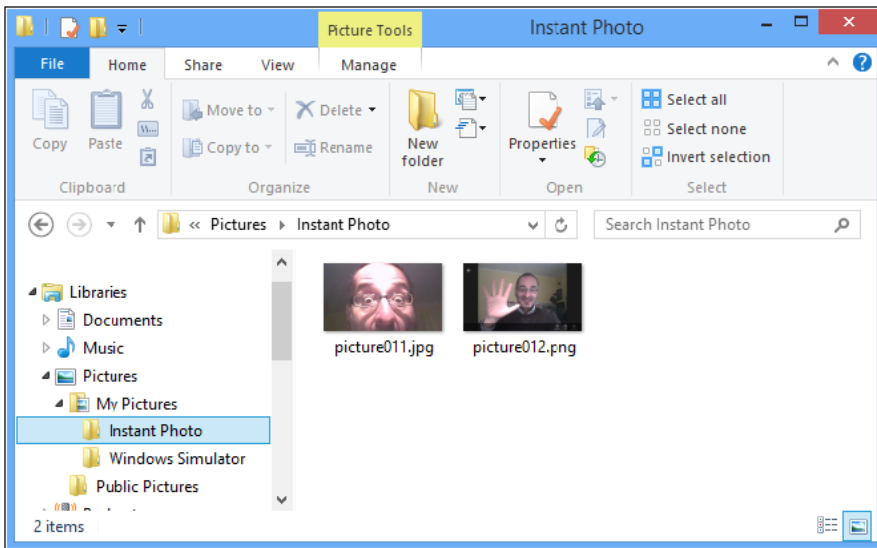 Picture Tools
Instant Photo
File Home Share View Manage
Copy Paste
Move to
Copy to
Delete
Rename
New folder
Properties
Select all
Select none
Invert selection
Clipboard Organize New Open Select
« Pictures Instant Photo
Search Instant Photo
Libraries
Documents
Music
Pictures
My Pictures
Instant Photo
Windows Simulator
Public Pictures
picture011.jpg picture012.png
2 items